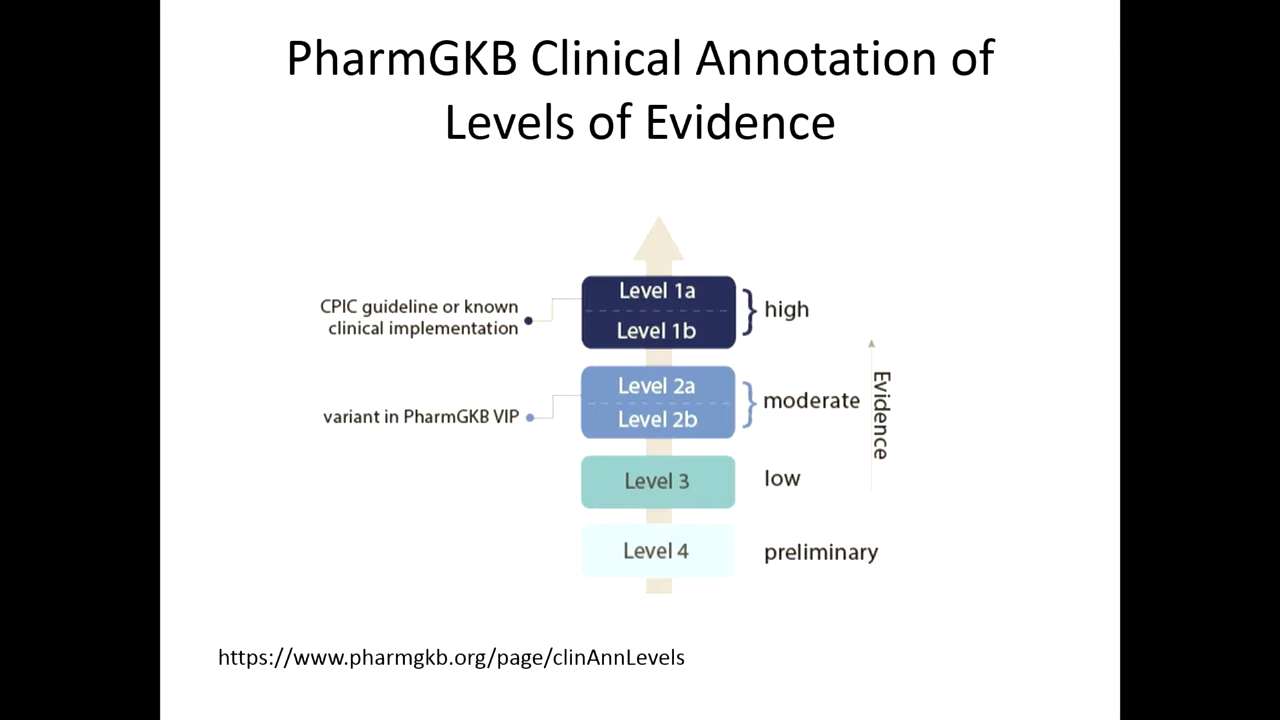 PharmGKB Clinical Annotation of
Levels of Evidence
CPIC guideline or known
clinical implementation
Level 1a
Level 1b
high
variant in PharmGKB VIP
Level 2a
Level 2b
moderate
Level 3
low
Level 4
preliminary
Evidence
https://www.pharmgkb.org/page/clinAnnLevels